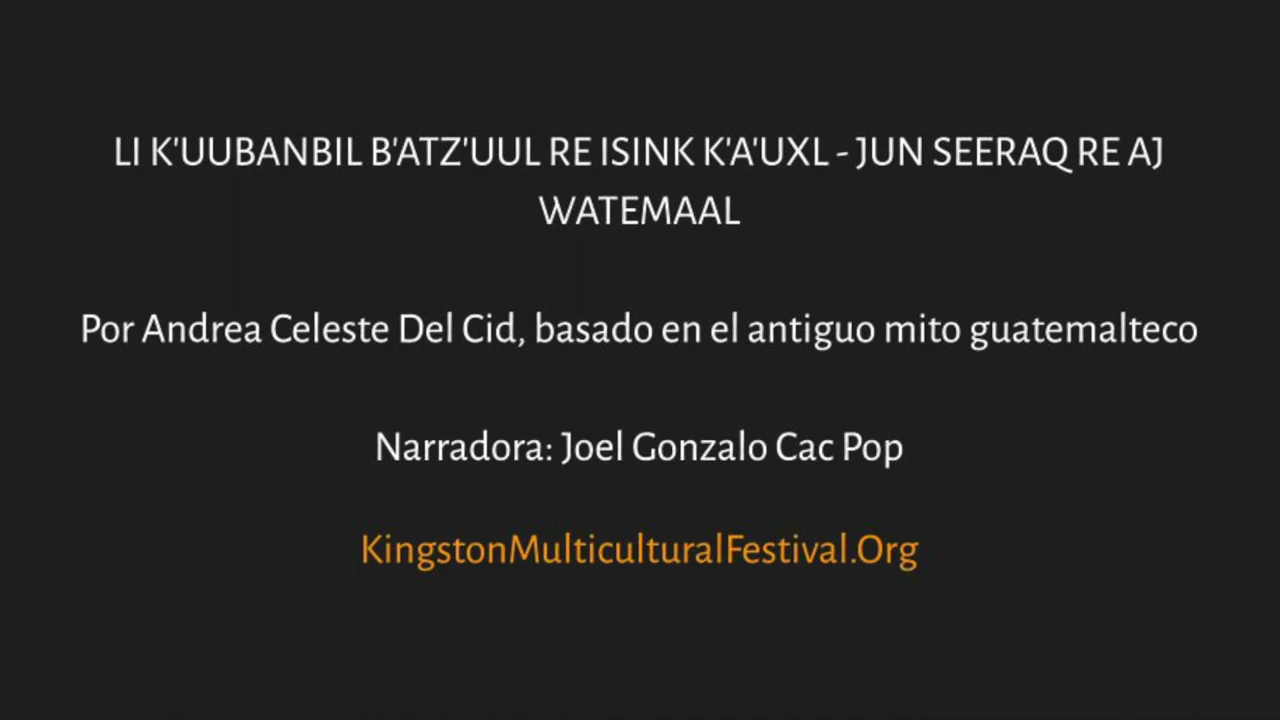 LI K'UUBANBIL B'ATZ'UUL RE ISINK K'A'UXL - JUN SEERAQ RE AJ
WATEMAAL
Por Andrea Celeste Del Cid, basado en el antiguo mito guatemalteco
Narradora: Joel Gonzalo Cac Pop
KingstonMulticulturalFestival.Org